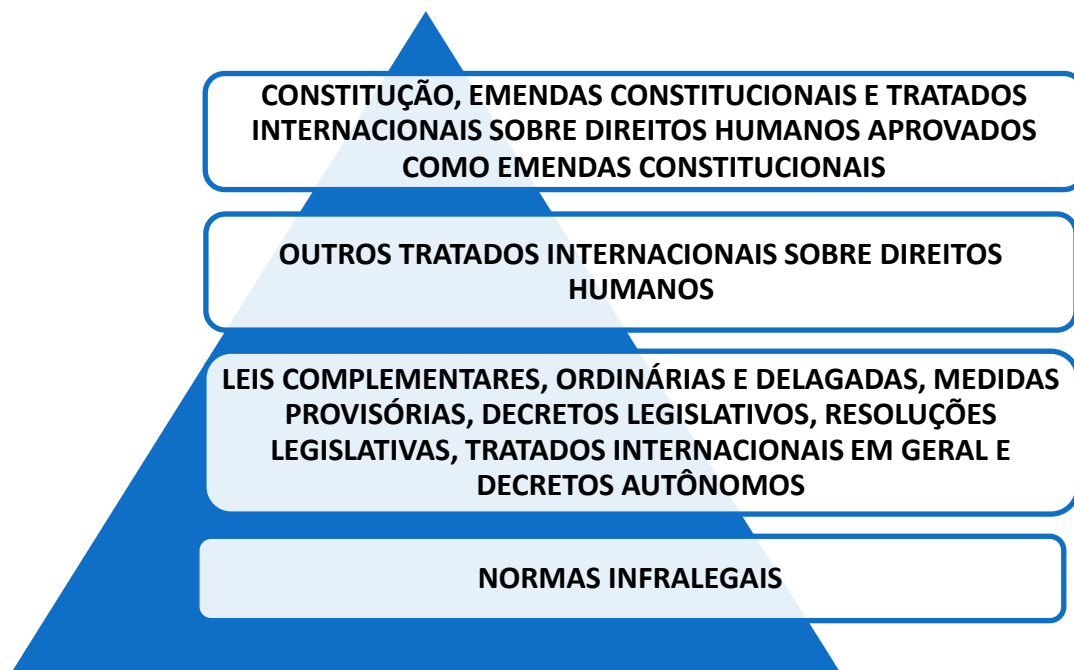 CONSTITUÇÃO, EMENDAS CONSTITUCIONAIS E TRATADOS
INTERNACIONAIS SOBRE DIREITOS HUMANOS APROVADOS
COMO EMENDAS CONSTITUCIONAIS
OUTROS TRATADOS INTERNACIONAIS SOBRE DIREITOS
HUMANOS
LEIS COMPLEMENTARES, ORDINÁRIAS E DELAGADAS, MEDIDAS
PROVISÓRIAS, DECRETOS LEGISLATIVOS, RESOLUÇÕES
LEGISLATIVAS, TRATADOS INTERNACIONAIS EM GERAL E
DECRETOS AUTÔNOMOS
NORMAS INFRALEGAIS